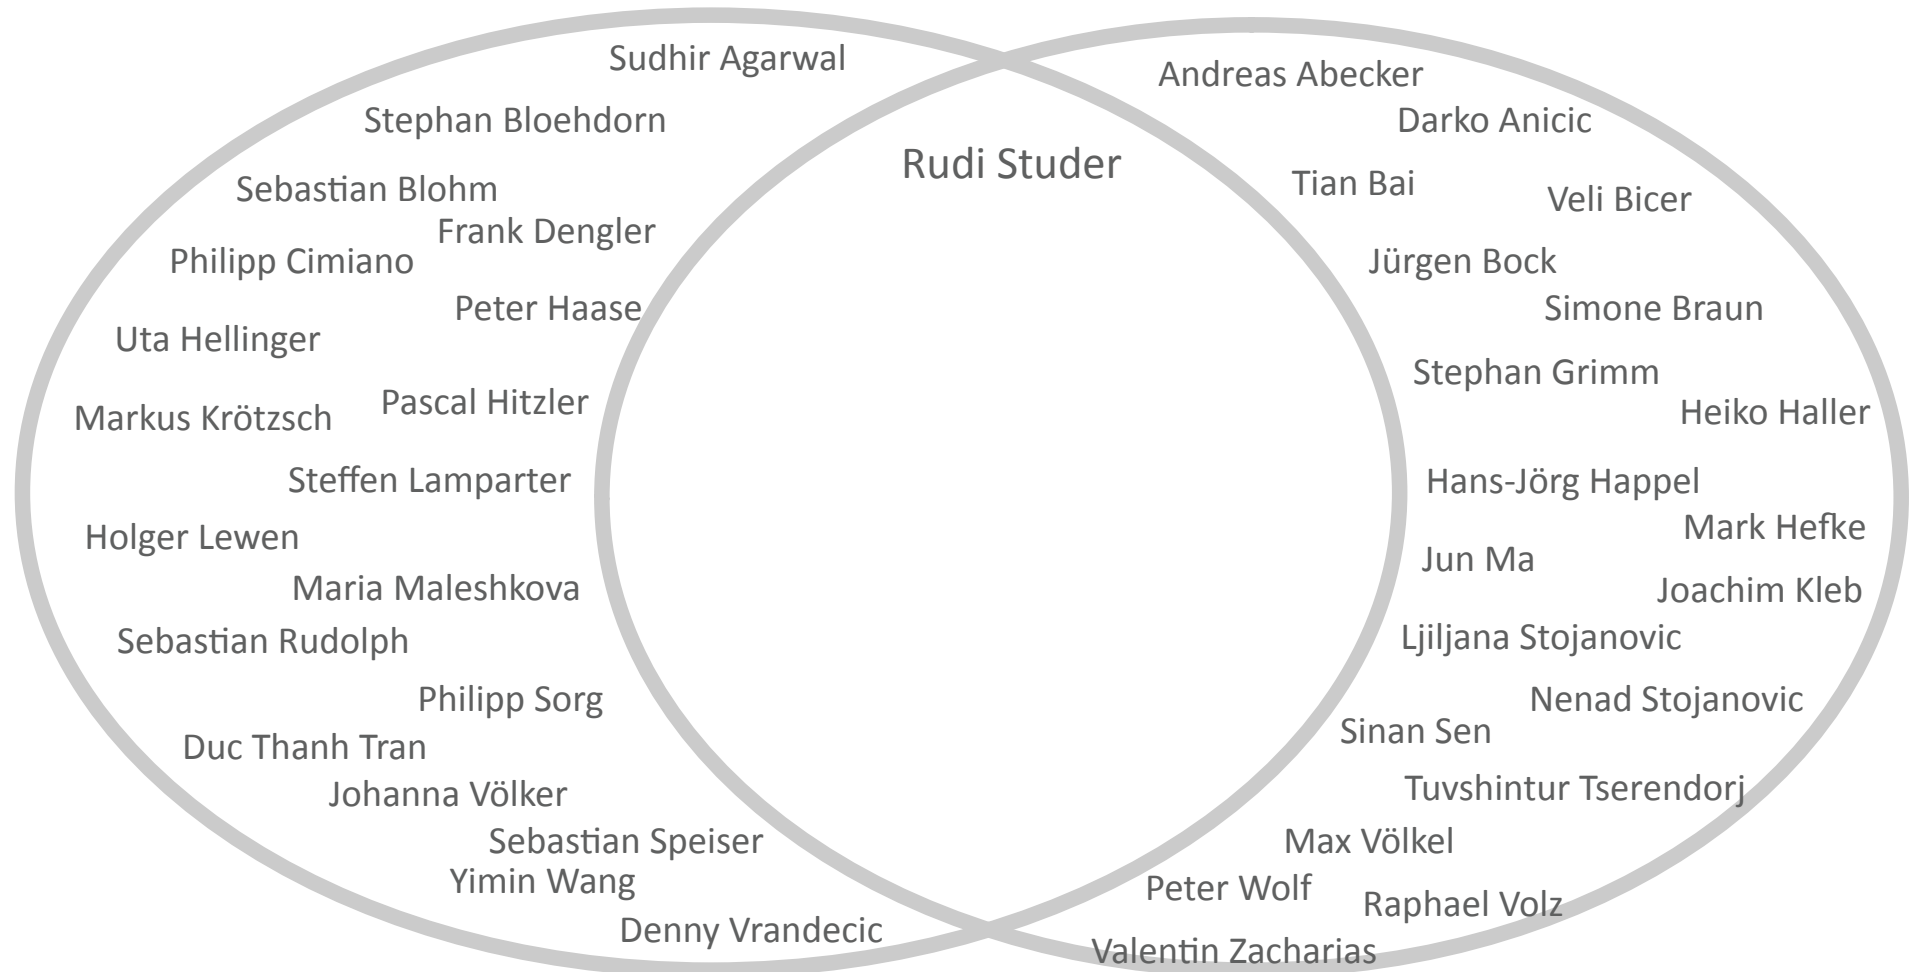 Sudhir Agarwal
Stephan Bloehdorn
Sebastian Blohm
Frank Dengler
Philipp Cimiano
Peter Haase
Uta Hellinger
Pascal Hitzler
Markus Krötzsch
Steffen Lamparter
Holger Lewen
Maria Maleshkova
Sebastian Rudolph
Philipp Sorg
Duc Thanh Tran
Johanna Völker
Sebastian Speiser
Yimin Wang
Denny Vrandecic
Rudi Studer
Andreas Abecker
Darko Anicic
Tian Bai
Veli Bicer
Jürgen Bock
Simone Braun
Stephan Grimm
Heiko Haller
Hans-Jörg Happel
Mark Hefke
Jun Ma
Joachim Kleb
Ljiljana Stojanovic
Nenad Stojanovic
Sinan Sen
Tuvshintur Tserendorj
Max Völkel
Peter Wolf
Raphael Volz
Valentin Zacharias